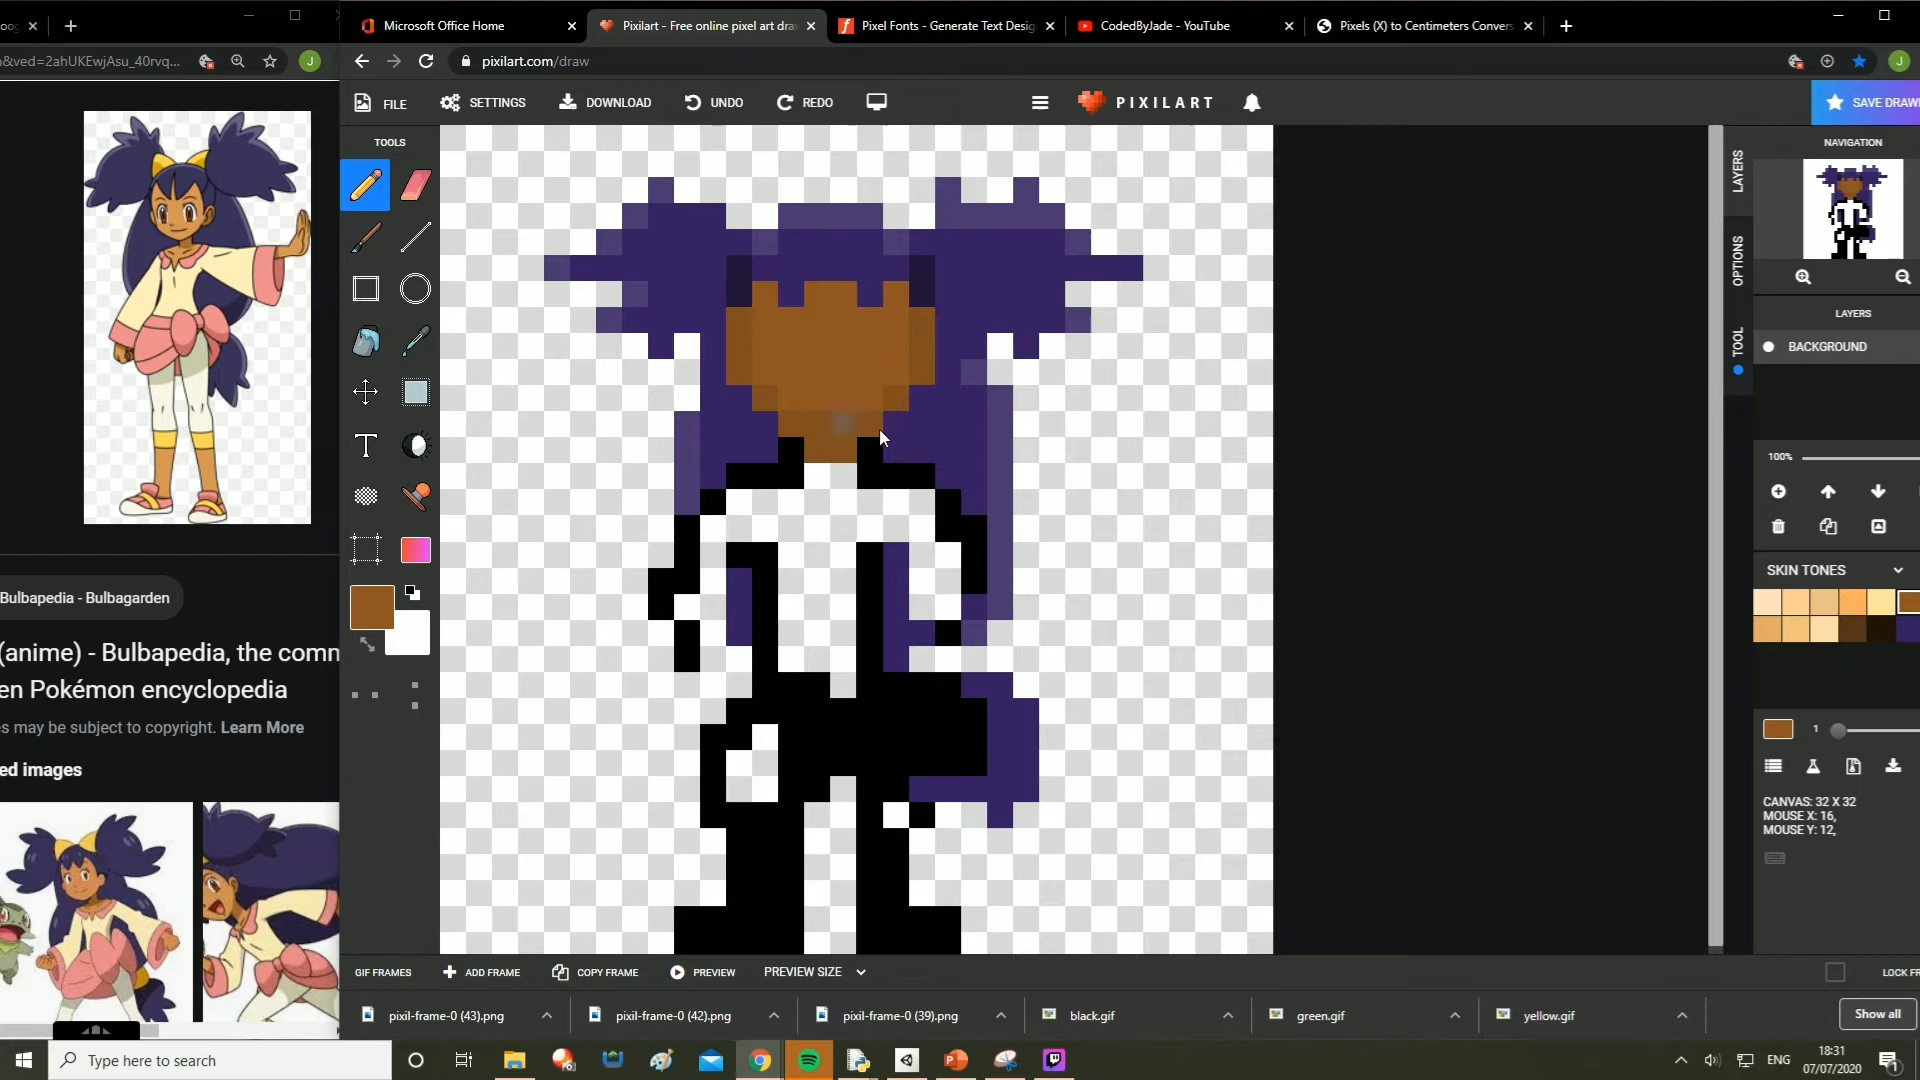 Microsoft Office Home
Pixilart - Free online pixel art dra
Pixel Fonts - Generate Text Desig
CodedByJade - YouTube
Pixels (X) to Centimeters Convers
n&ved=2ahUKEwjAsu_40rvq...
J
pixilart.com/draw
J
FILE
SETTINGS
DOWNLOAD
UNDO
REDO
PIXILART
SAVE DRAWI
TOOLS
NAVIGATION
LAYERS
OPTIONS
TOOL
LAYERS
BACKGROUND
100%
SKIN TONES
1
CANVAS: 32 X 32
MOUSE X: 16,
MOUSE Y: 12,
Bulbapedia - Bulbagarden
(anime) - Bulbapedia, the comm
en Pokémon encyclopedia
s may be subject to copyright. Learn More
ed images
GIF FRAMES
ADD FRAME
COPY FRAME
PREVIEW
PREVIEW SIZE
LOCK FR
pixil-frame-0 (43).png
pixil-frame-0 (42).png
pixil-frame-0 (39).png
black.gif
green.gif
yellow.gif
Show all
Type here to search
ENG
18:31
07/07/2020
1